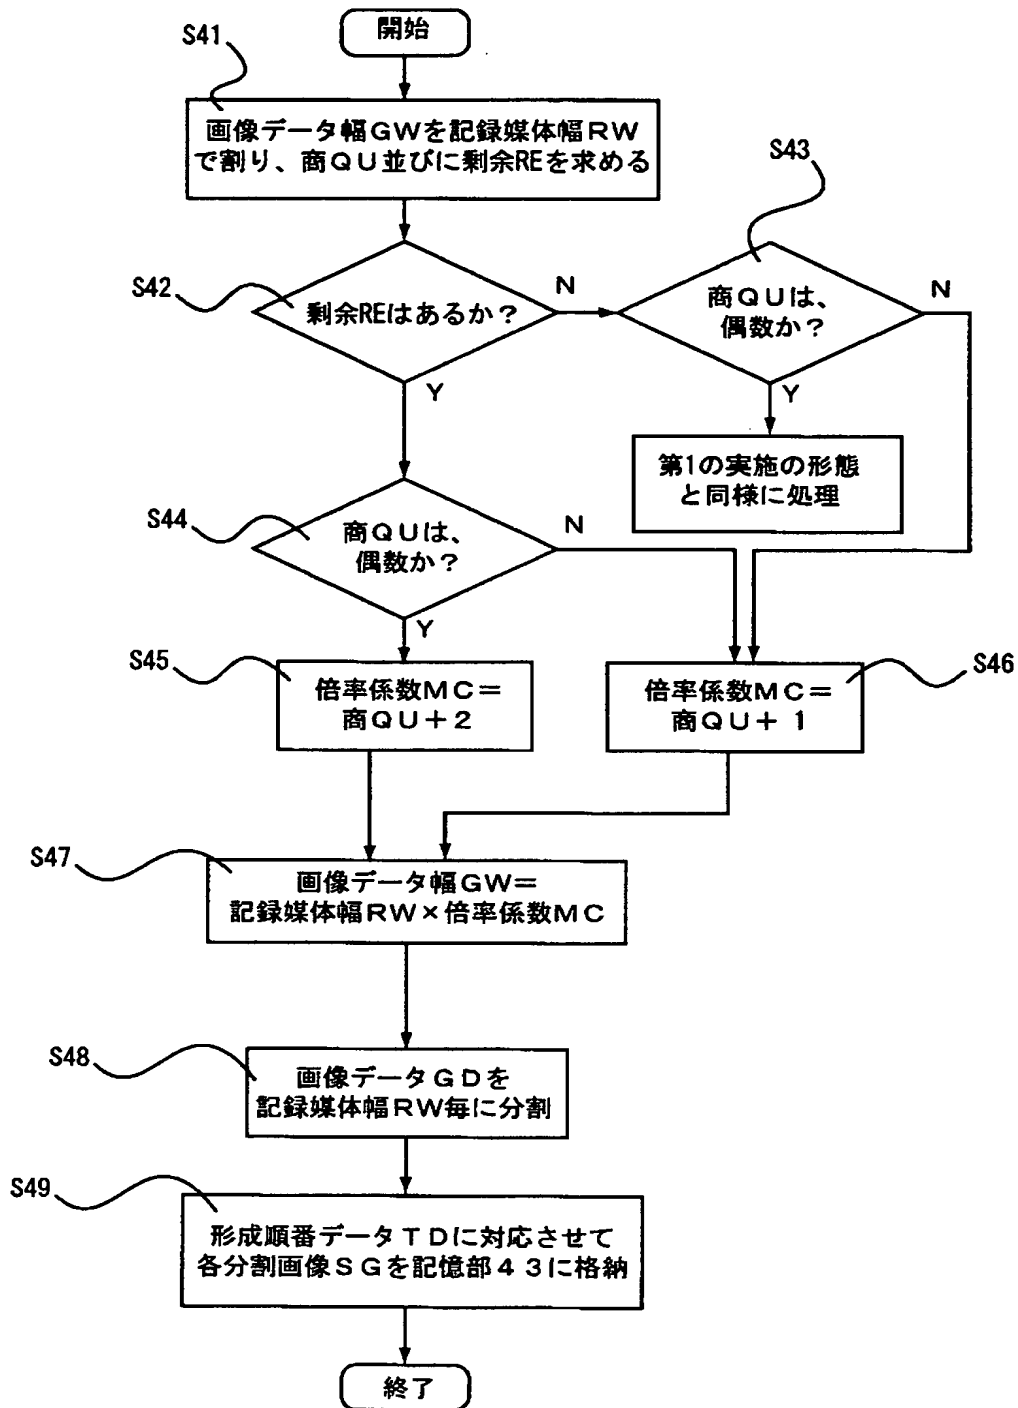 開始
S41
画像データ幅GWを記録媒体幅RW
で割り、商QU並びに剰余REを求める
S43
S42
剰余REはあるか?
N
商QUは、
偶数か?
N
Y
Y
第1の実施の形態
と同様に処理
S44
商QUは、
偶数か?
N
Y
S45
倍率係数MC=
商QU+2
倍率係数MC=
商QU+1
S46
S47
画像データ幅GW=
記録媒体幅RW×倍率係数MC
S48
画像データGDを
記録媒体幅RW毎に分割
S49
形成順番データTDに対応させて
各分割画像SGを記憶部43に格納
終了